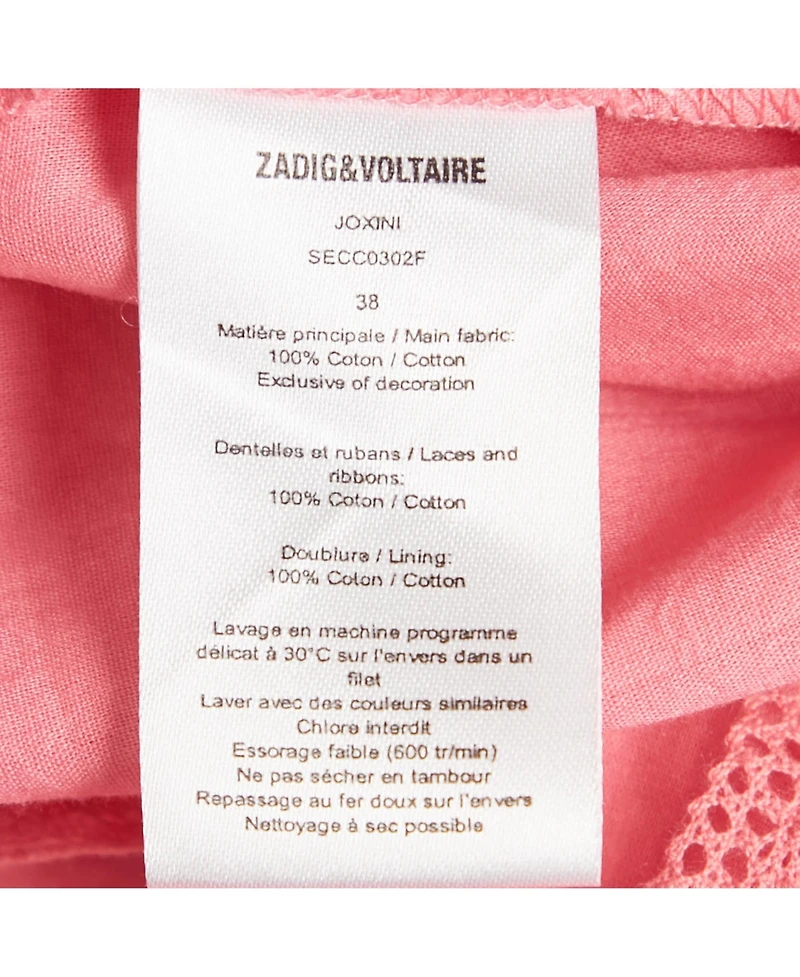 ZADIG&VOLTAIRE
JOXINI
SECC0302F
38
Matière principale / Main fabric:
100% Coton / Cotton
Exclusive of decoration
Dentelles et rubans / Laces and
ribbons:
100% Coton / Cotton
Doublure / Lining:
100% Coton / Cotton
Lavage en machine programme
délicat à 30°C sur l'envers dans un
filet
Laver avec des couleurs similaires
Chlore interdit
Essorage faible (600 tr/min)
Ne pas sécher en tambour
Repassage au fer doux sur l'envers
Nettoyage à sec possible